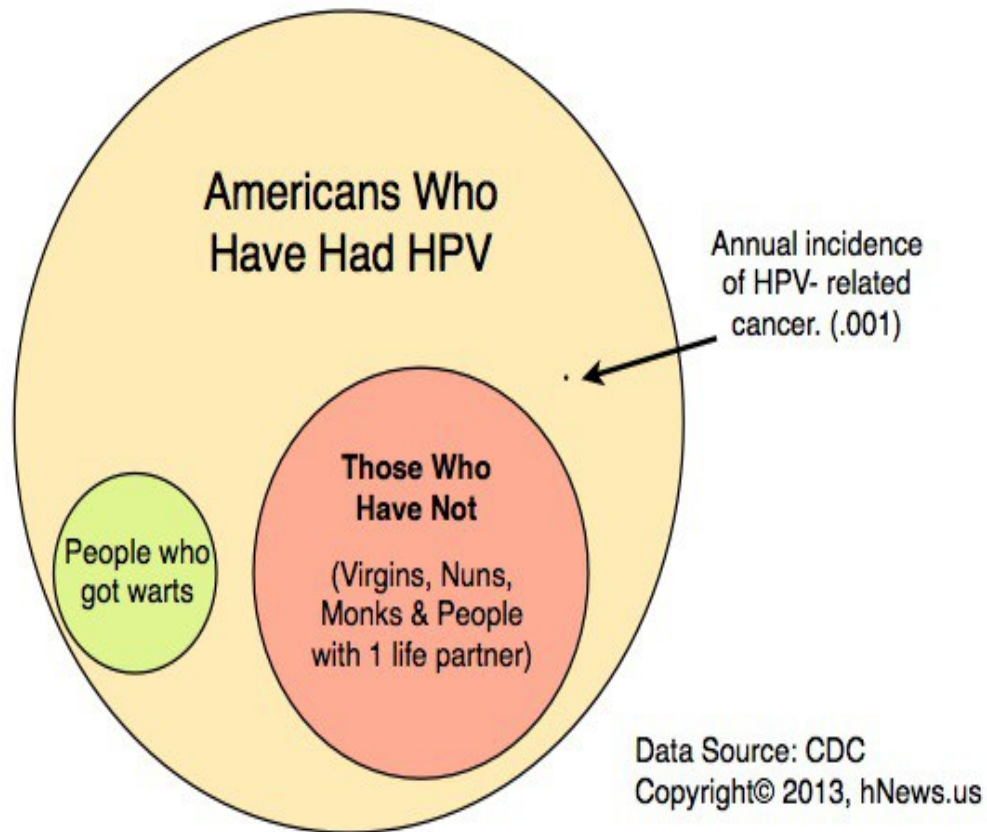 Americans Who
Have Had HPV
Annual incidence
of HPV- related
cancer. (.001)
Those Who
Have Not
(Virgins, Nuns,
Monks & People
with 1 life partner)
People who
got warts
Data Source: CDC
Copyright© 2013, hNews.us